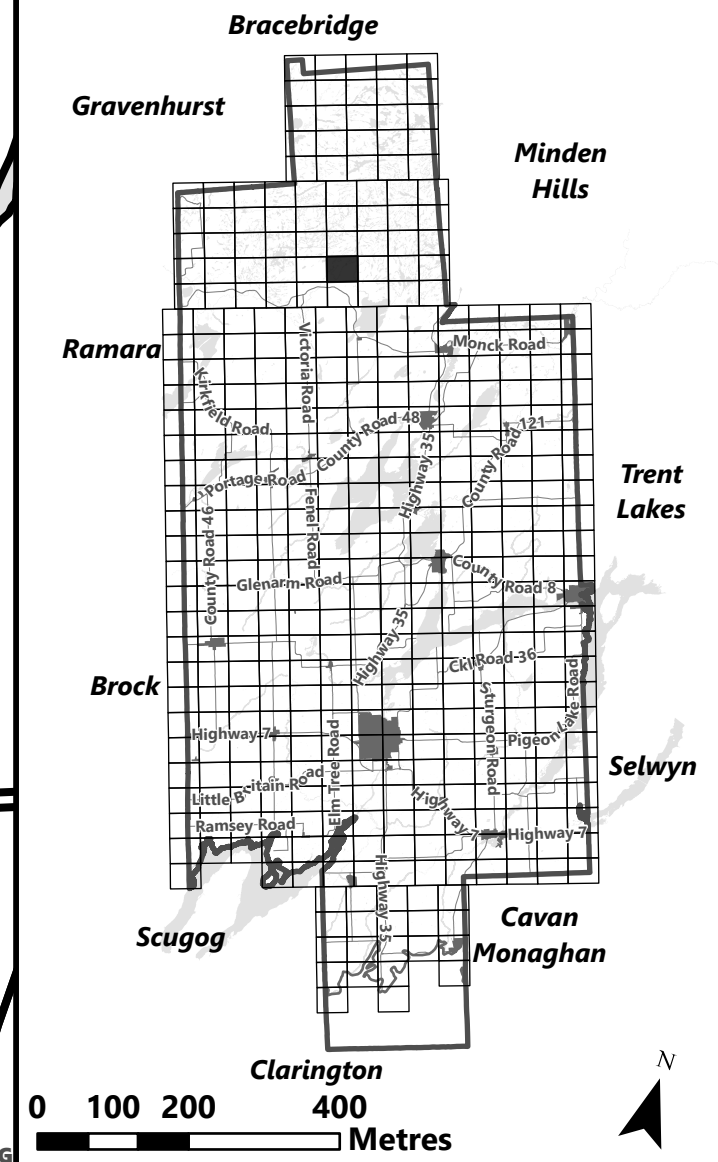 Bracebridge
Gravenhurst
Minden
Hills
Ramara
Monck Road
Victoria Road
Kirkfield Road
County Road 48
121
County Road
Highway 35
Portage Road
Trent
Lakes
Fenel Road
County Road 46
Glenarm Road
County Road 8
Highway 35
Ckl Road 36
Brock
Sturgeon Road
Pigeon Lake Road
Highway 7
Elm Tree Road
Selwyn
Little Britain Road
Highway 7
Ramsey Road
Highway 7
Highway 35
Scugog
Cavan
Monaghan
Clarington
N
0 100 200 400
Metres
G